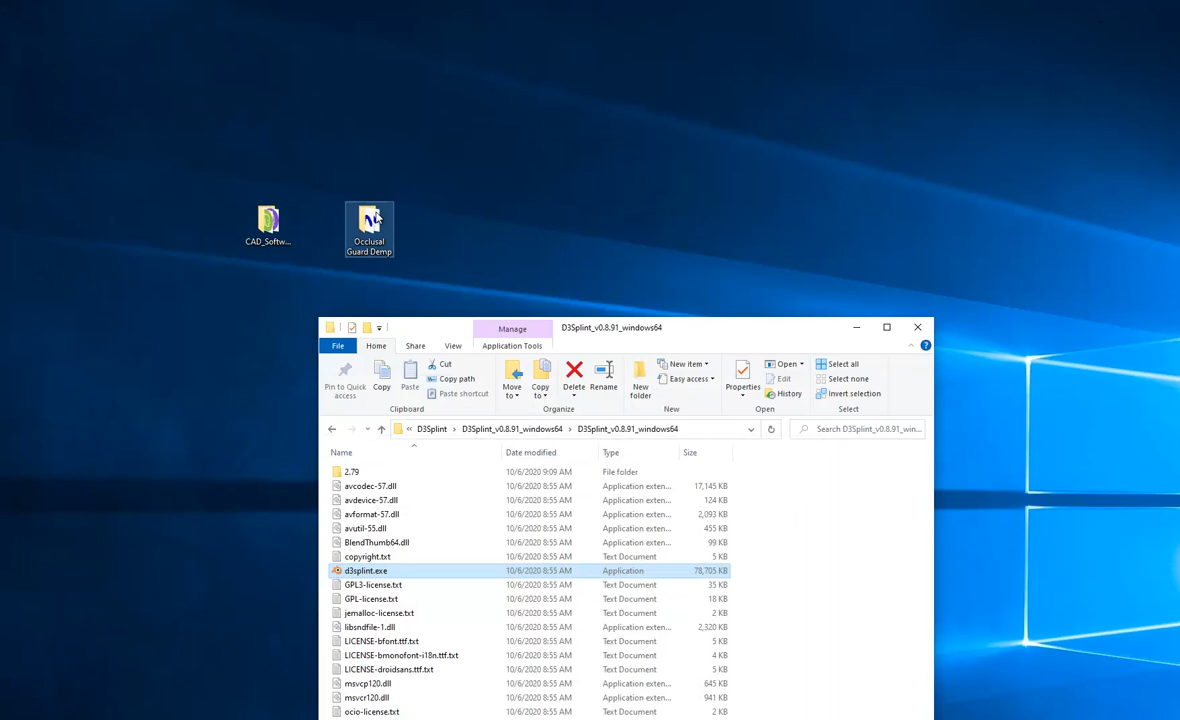 CAD_Softw...
Occlusal
Guard Demp
Manage
D3Splint_v0.8.91_windows64
File
Home
Share
View
Application Tools
Pin to Quick
access
Copy
Paste
Cut
Copy path
Paste shortcut
Clipboard
Move
to
Copy
to
Delete
Rename
Organize
New
folder
New item
Easy access
New
Properties
Open
Edit
History
Open
Select all
Select none
Invert selection
Select
« D3Splint > D3Splint_v0.8.91_windows64 > D3Splint_v0.8.91_windows64
Search D3Splint_v0.8.91_win...
Name Date modified Type Size
2.79 10/6/2020 9:09 AM File folder
avcodec-57.dll 10/6/2020 8:55 AM Application exten... 17,145 KB
avdevice-57.dll 10/6/2020 8:55 AM Application exten... 124 KB
avformat-57.dll 10/6/2020 8:55 AM Application exten... 2,093 KB
avutil-55.dll 10/6/2020 8:55 AM Application exten... 455 KB
BlendThumb64.dll 10/6/2020 8:55 AM Application exten... 99 KB
copyright.txt 10/6/2020 8:55 AM Text Document 5 KB
d3splint.exe 10/6/2020 8:55 AM Application 78,705 KB
GPL3-license.txt 10/6/2020 8:55 AM Text Document 35 KB
GPL-license.txt 10/6/2020 8:55 AM Text Document 18 KB
jemalloc-license.txt 10/6/2020 8:55 AM Text Document 2 KB
libsndfile-1.dll 10/6/2020 8:55 AM Application exten... 2,320 KB
LICENSE-bfont.ttf.txt 10/6/2020 8:55 AM Text Document 5 KB
LICENSE-bmonofont-i18n.ttf.txt 10/6/2020 8:55 AM Text Document 4 KB
LICENSE-droidsans.ttf.txt 10/6/2020 8:55 AM Text Document 5 KB
msvcp120.dll 10/6/2020 8:55 AM Application exten... 645 KB
msvcr120.dll 10/6/2020 8:55 AM Application exten... 941 KB
ocio-license.txt 10/6/2020 8:55 AM Text Document 2 KB